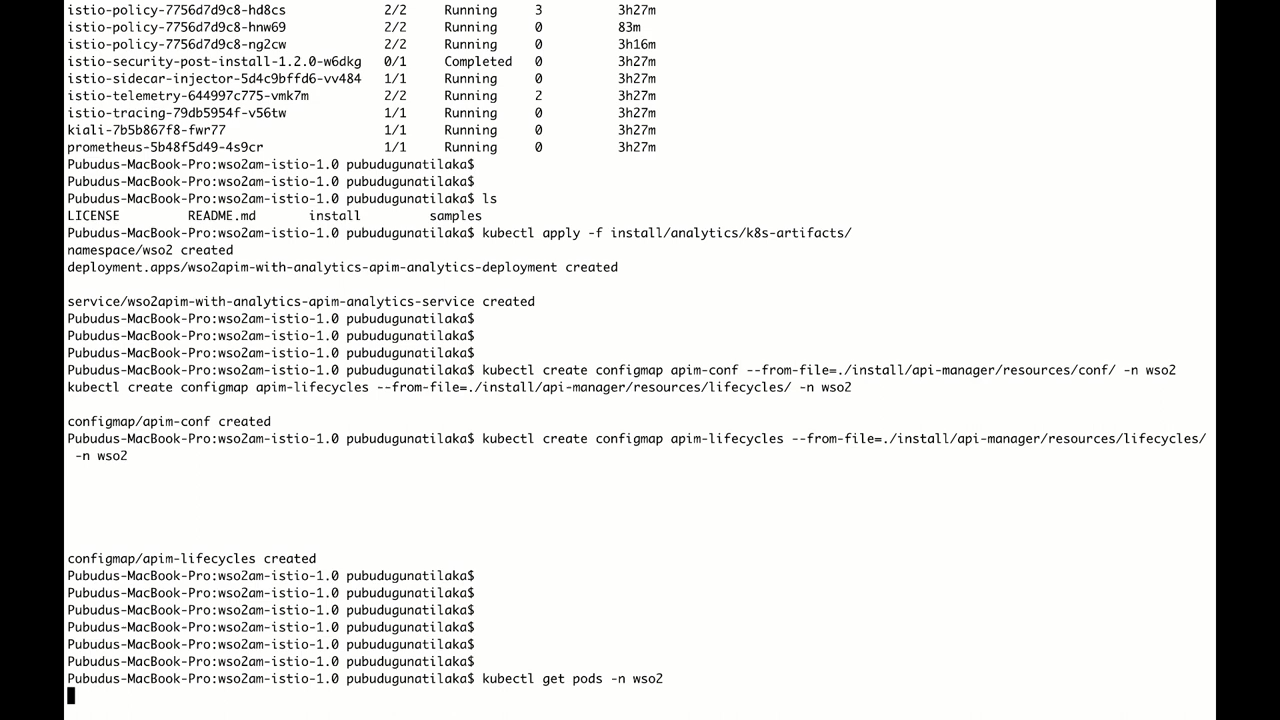 istio-policy-7756d7d9c8-hd8cs 2/2 Running 3 3h27m
istio-policy-7756d7d9c8-hnw69 2/2 Running 0 83m
istio-policy-7756d7d9c8-ng2cw 2/2 Running 0 3h16m
istio-security-post-install-1.2.0-w6dkg 0/1 Completed 0 3h27m
istio-sidecar-injector-5d4c9bffd6-vv484 1/1 Running 0 3h27m
istio-telemetry-644997c775-vmk7m 2/2 Running 2 3h27m
istio-tracing-79db5954f-v56tw 1/1 Running 0 3h27m
kiali-7b5b867f8-fwr77 1/1 Running 0 3h27m
prometheus-5b48f5d49-4s9cr 1/1 Running 0 3h27m
Pubudus-MacBook-Pro:wso2am-istio-1.0 pubudugunatilaka$
Pubudus-MacBook-Pro:wso2am-istio-1.0 pubudugunatilaka$
Pubudus-MacBook-Pro:wso2am-istio-1.0 pubudugunatilaka$ ls
LICENSE README.md install samples
Pubudus-MacBook-Pro:wso2am-istio-1.0 pubudugunatilaka$ kubectl apply -f install/analytics/k8s-artifacts/
namespace/wso2 created
deployment.apps/wso2apim-with-analytics-apim-analytics-deployment created
service/wso2apim-with-analytics-apim-analytics-service created
Pubudus-MacBook-Pro:wso2am-istio-1.0 pubudugunatilaka$
Pubudus-MacBook-Pro:wso2am-istio-1.0 pubudugunatilaka$
Pubudus-MacBook-Pro:wso2am-istio-1.0 pubudugunatilaka$
Pubudus-MacBook-Pro:wso2am-istio-1.0 pubudugunatilaka$ kubectl create configmap apim-conf --from-file=./install/api-manager/resources/conf/ -n wso2
kubectl create configmap apim-lifecycles --from-file=./install/api-manager/resources/lifecycles/ -n wso2
configmap/apim-conf created
Pubudus-MacBook-Pro:wso2am-istio-1.0 pubudugunatilaka$ kubectl create configmap apim-lifecycles --from-file=./install/api-manager/resources/lifecycles/
-n wso2
configmap/apim-lifecycles created
Pubudus-MacBook-Pro:wso2am-istio-1.0 pubudugunatilaka$
Pubudus-MacBook-Pro:wso2am-istio-1.0 pubudugunatilaka$
Pubudus-MacBook-Pro:wso2am-istio-1.0 pubudugunatilaka$
Pubudus-MacBook-Pro:wso2am-istio-1.0 pubudugunatilaka$
Pubudus-MacBook-Pro:wso2am-istio-1.0 pubudugunatilaka$
Pubudus-MacBook-Pro:wso2am-istio-1.0 pubudugunatilaka$
Pubudus-MacBook-Pro:wso2am-istio-1.0 pubudugunatilaka$ kubectl get pods -n wso2